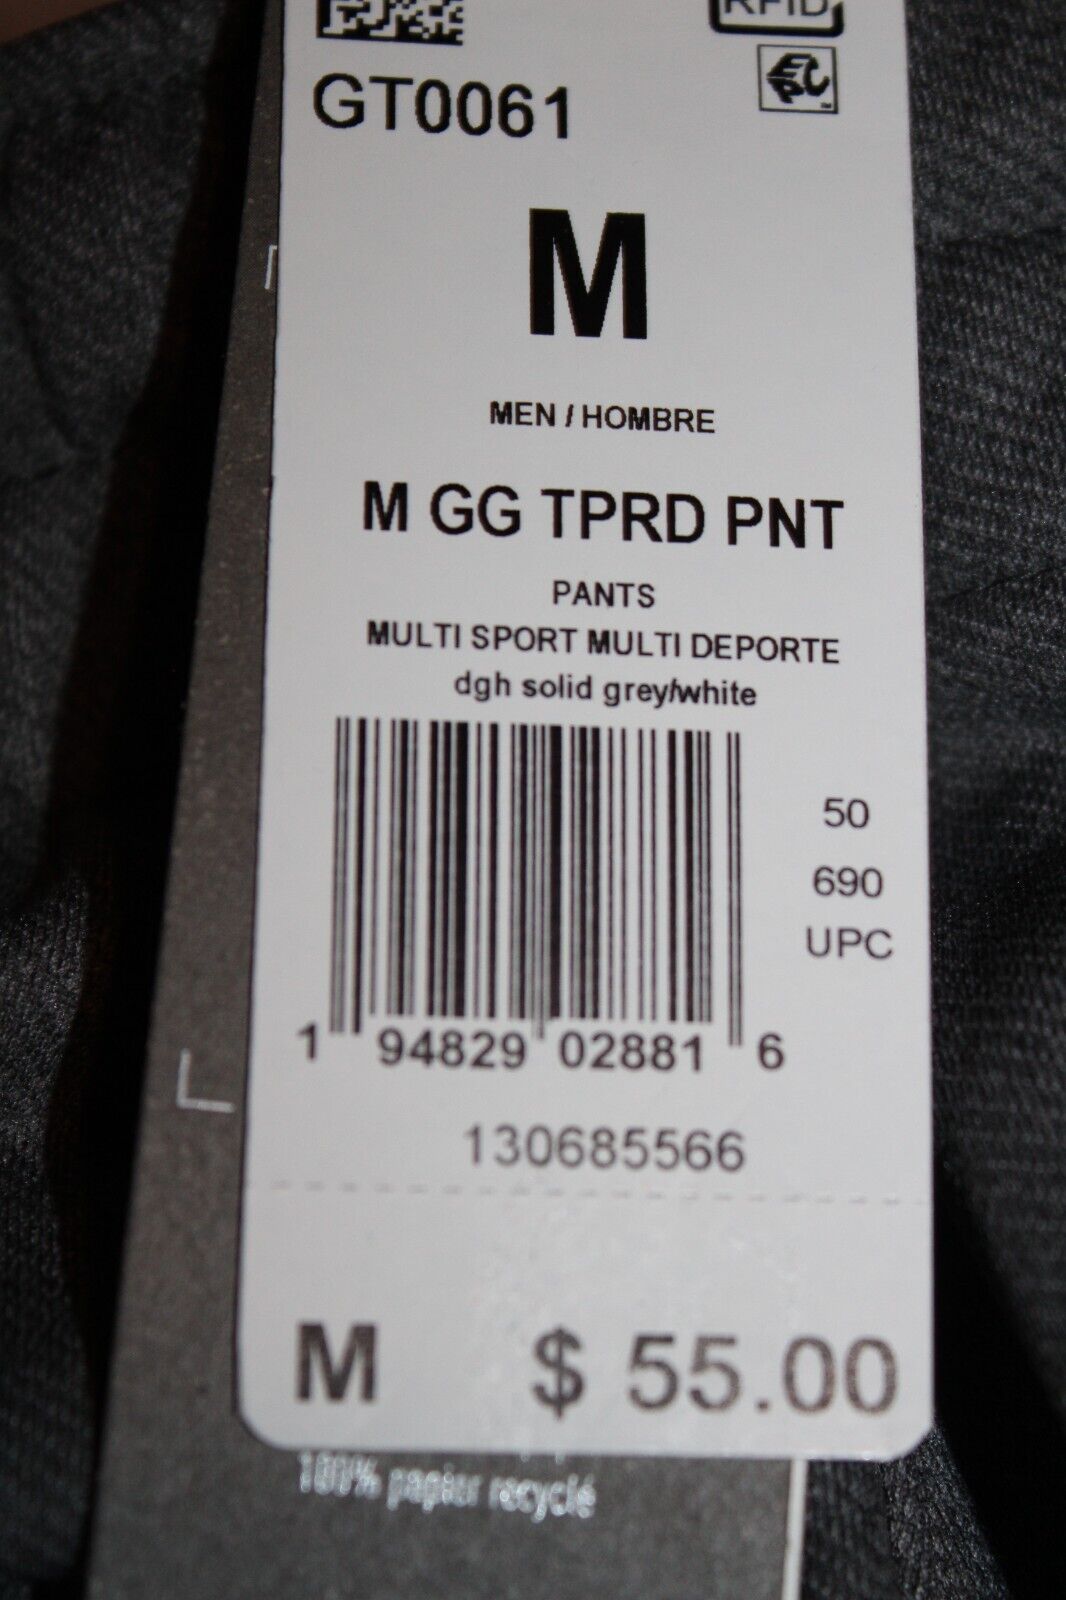 RFID
EPC
GT0061
M
MEN / HOMBRE
M GG TPRD PNT
PANTS
MULTI SPORT MULTI DEPORTE
dgh solid grey/white
50
690
UPC
1 94829 02881 6
130685566
M $ 55.00
100% papier recyclé